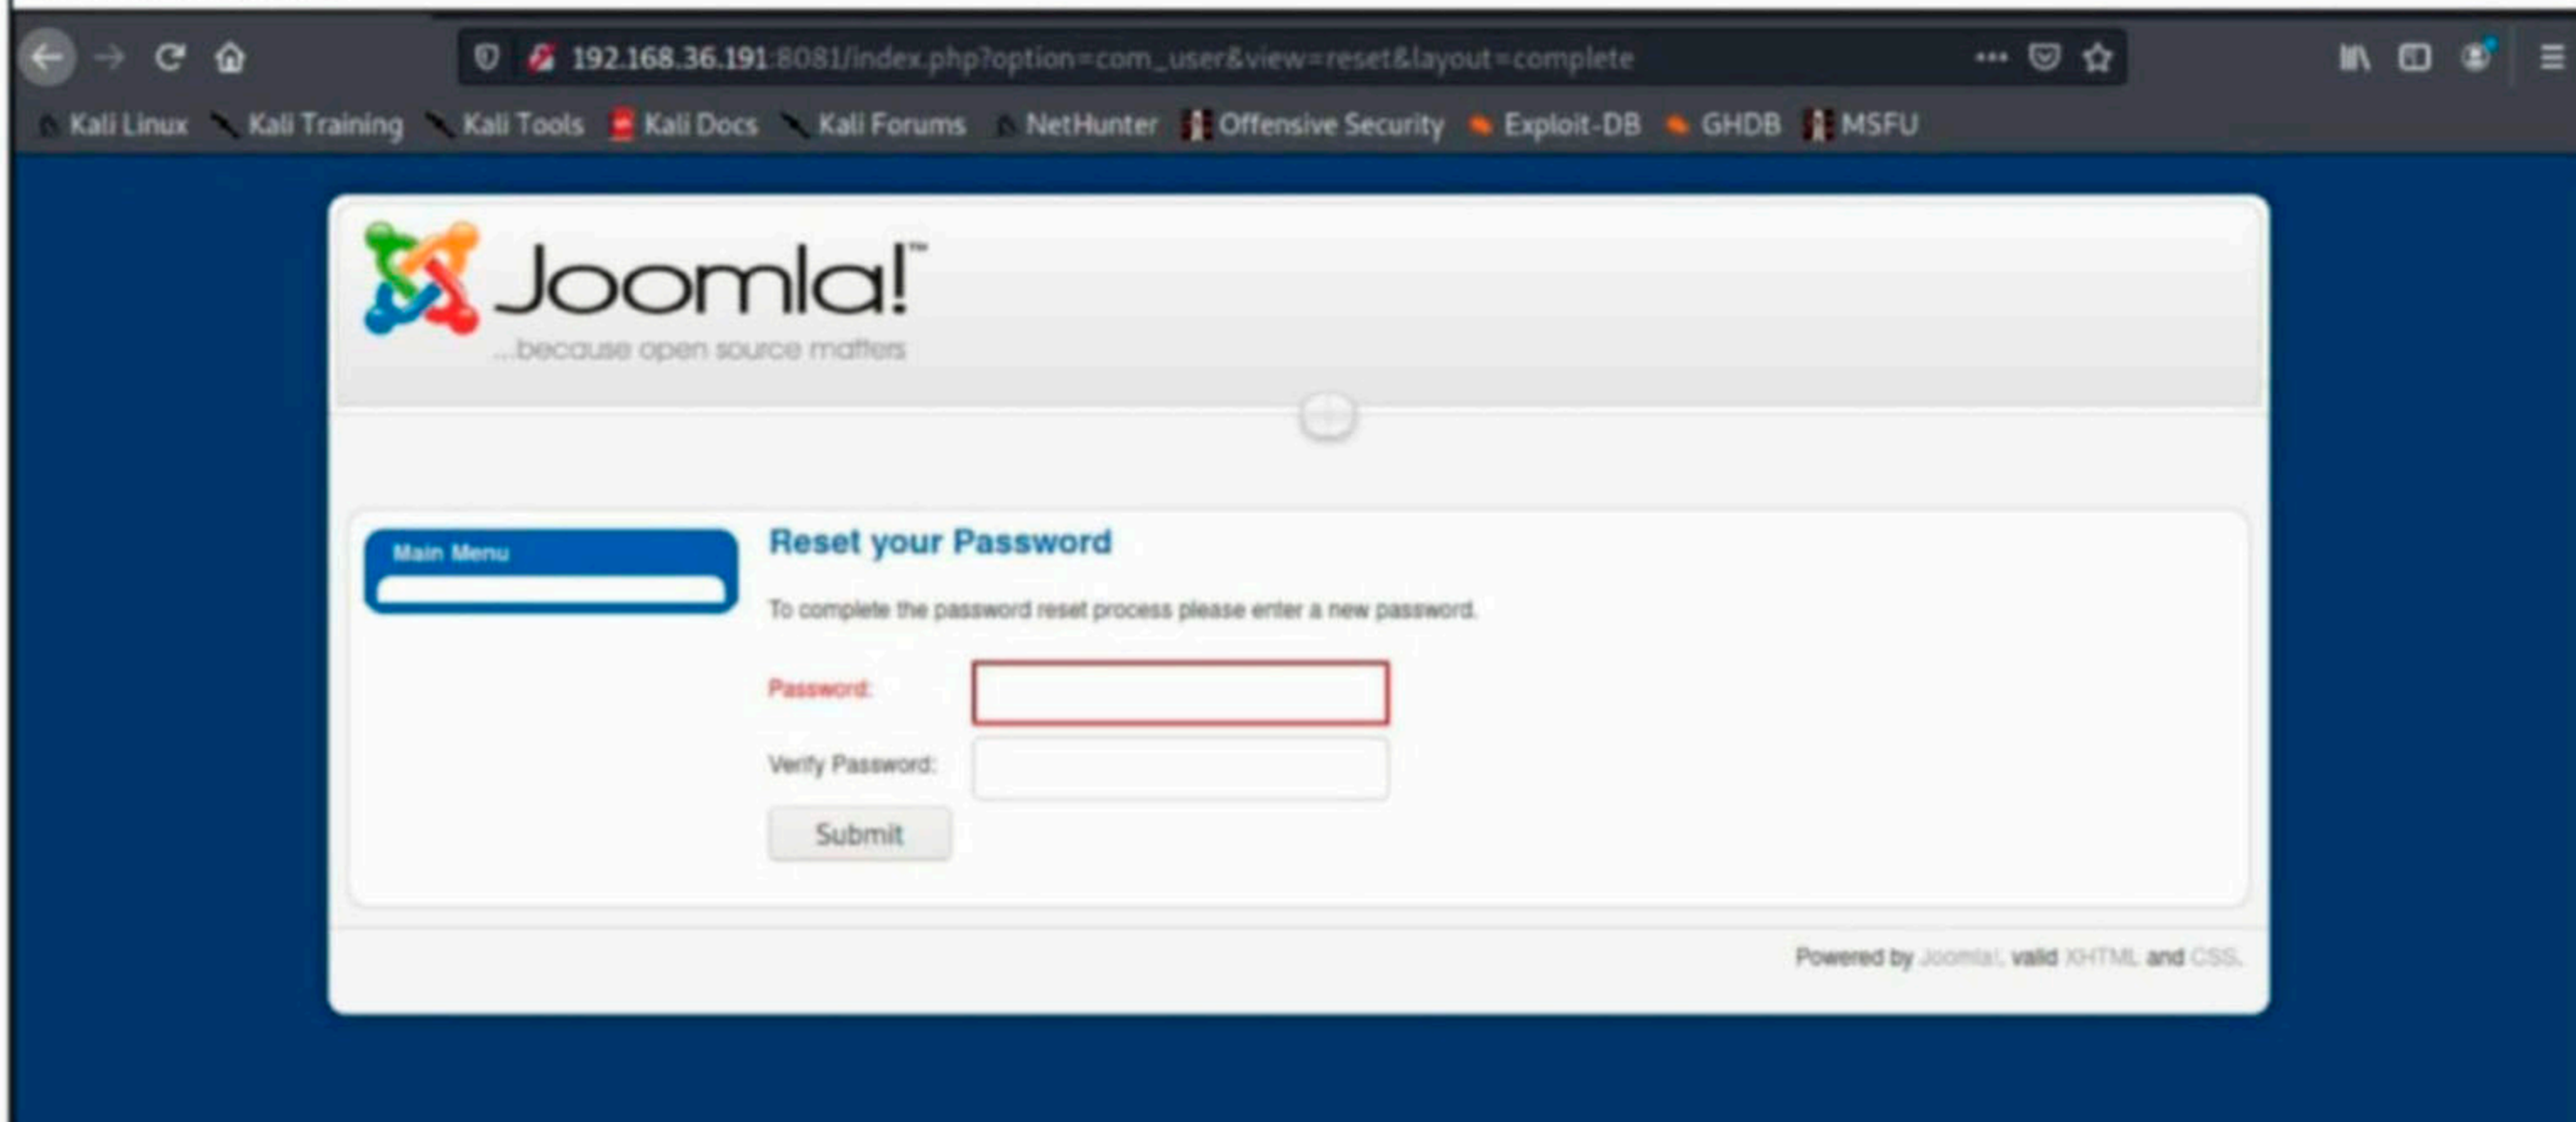 192.168.36.191:8081/index.php?option=com_user&view=reset&layout=complete
Kali Linux Kali Training Kali Tools Kali Docs Kali Forums NetHunter Offensive Security Exploit-DB GHDB MSFU
Joomla!™
...because open source matters
Main Menu
Reset your Password
To complete the password reset process please enter a new password.
Password:
Verify Password:
Submit
Powered by Joomla!, valid XHTML and CSS.